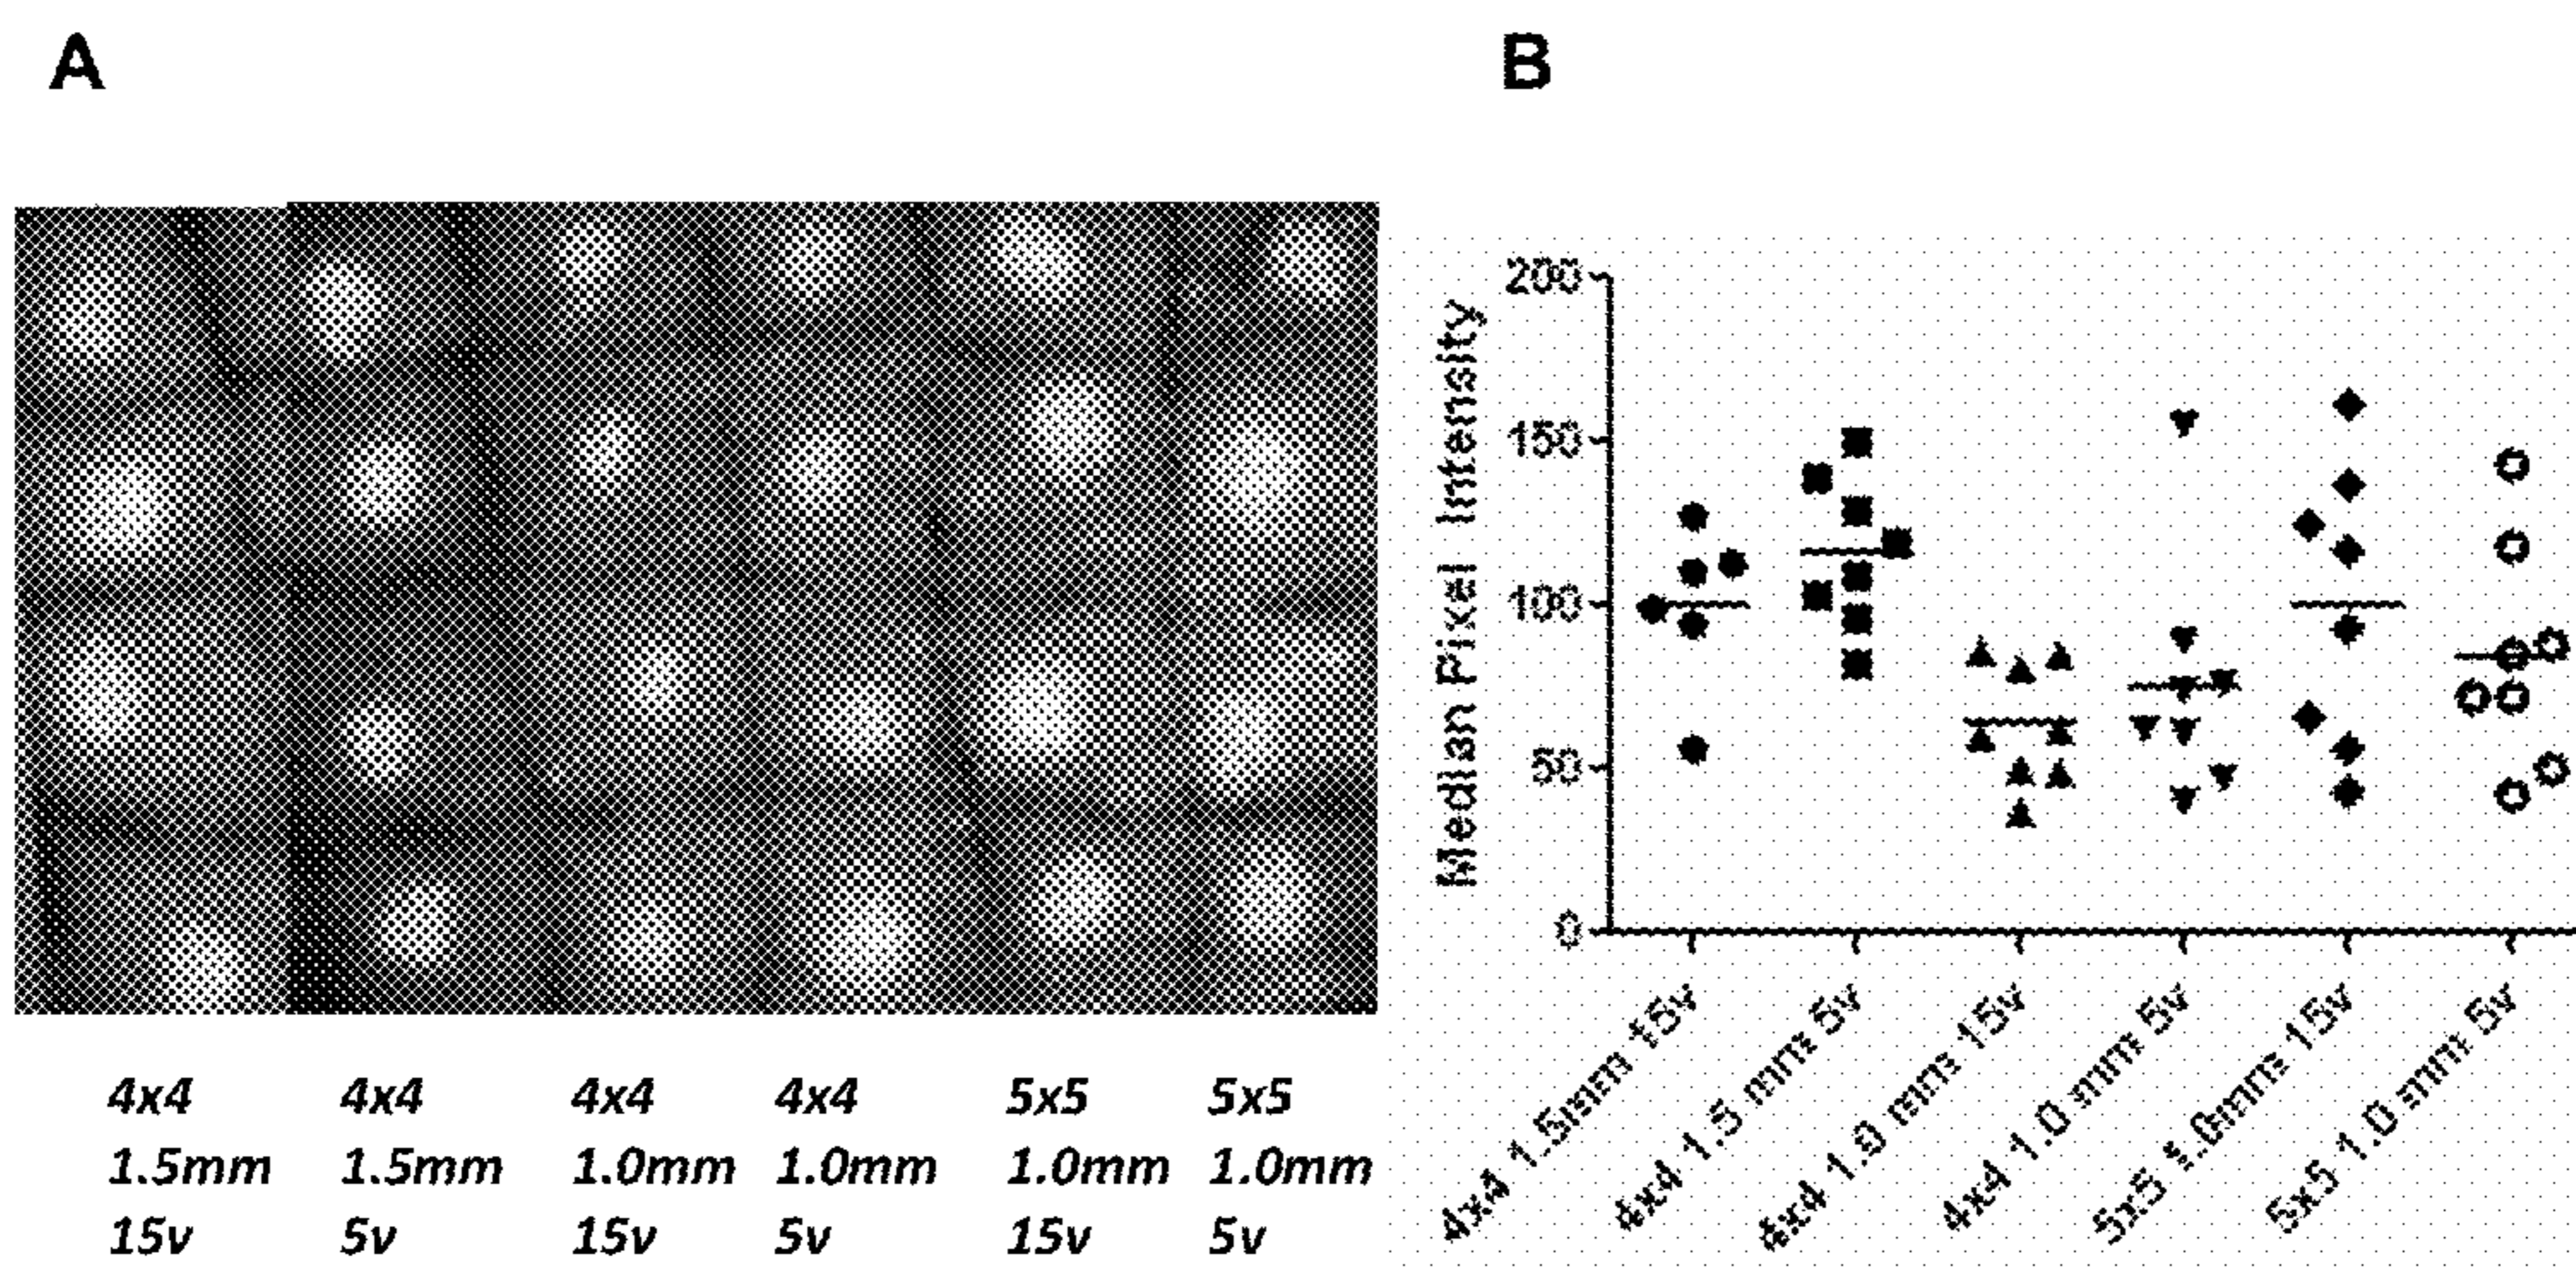 A
B
4x4 4x4 4x4 4x4 5x5 5x5
1.5mm 1.5mm 1.0mm 1.0mm 1.0mm 1.0mm
15v 5v 15v 5v 15v 5v
Median Pixel Intensity
200
150
100
50
0
4x4 1.5mm 15v
4x4 1.5 mm 5v
4x4 1.0 mm 15v
4x4 1.0 mm 5v
5x5 1.0mm 15v
5x5 1.0 mm 5v